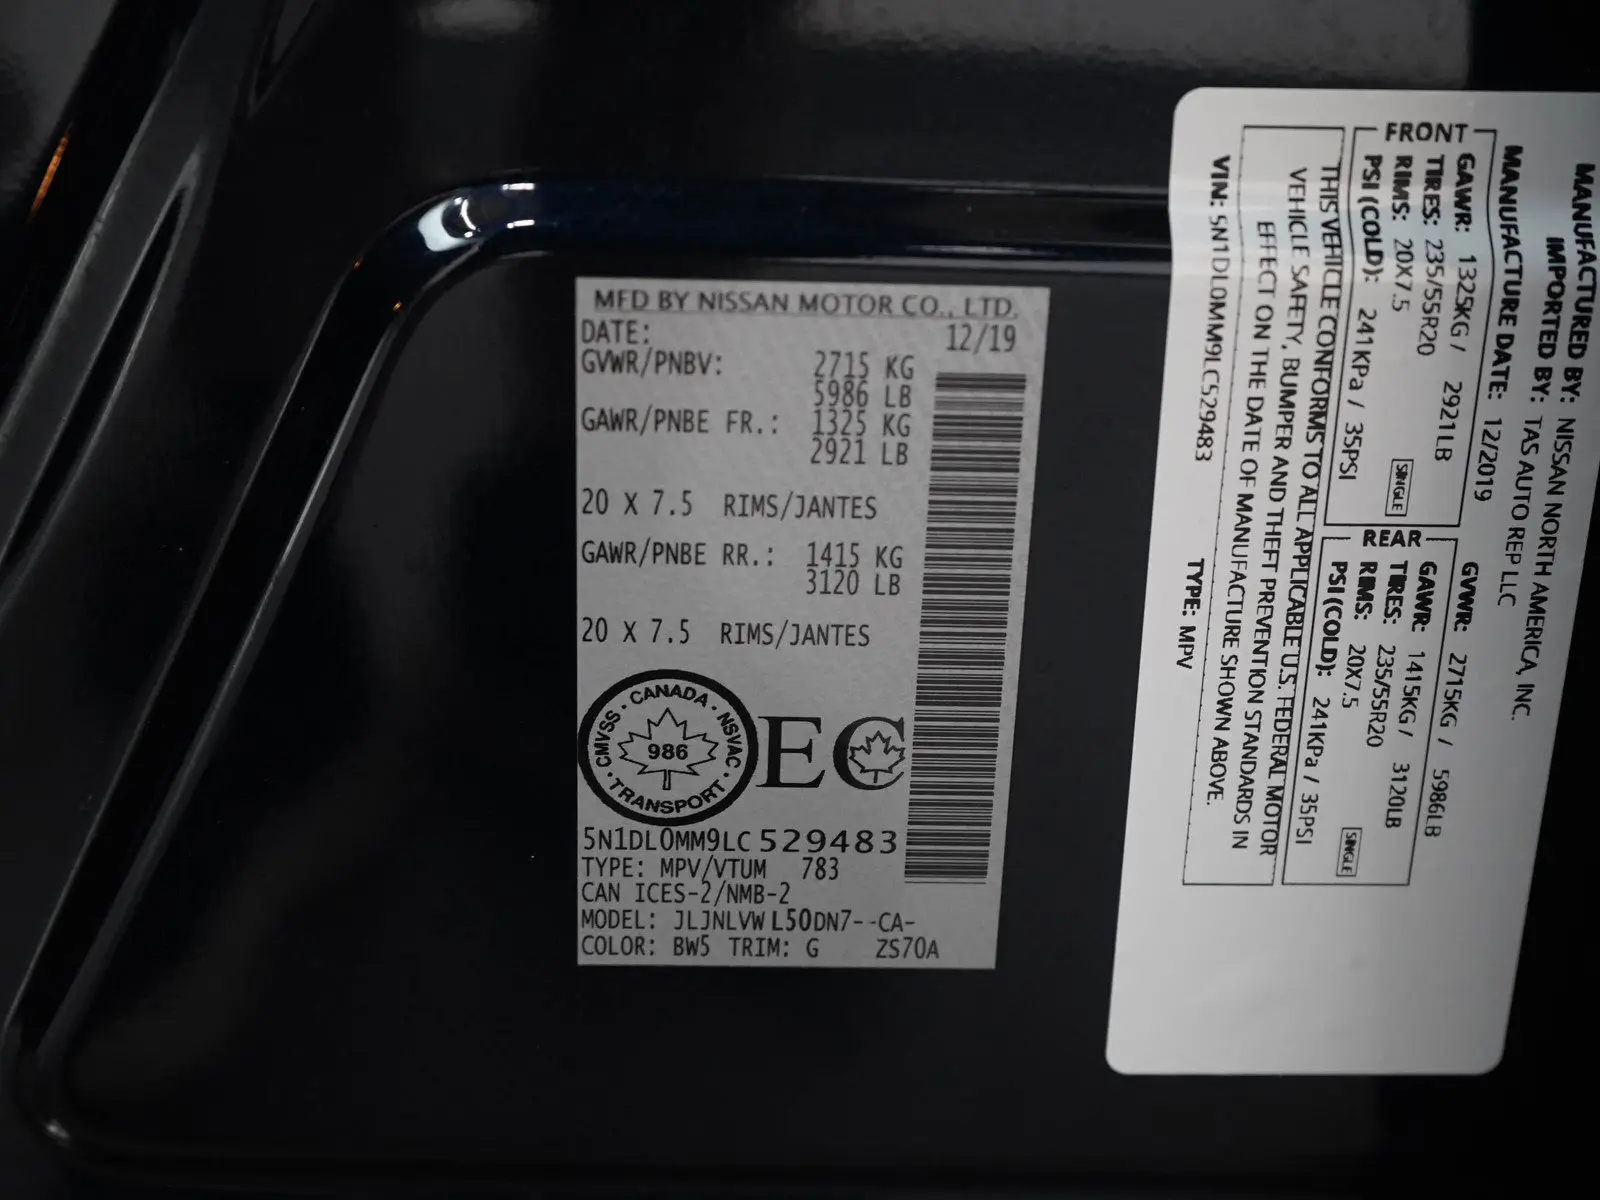 MFD BY NISSAN MOTOR CO., LTD.
DATE: 12/19
GVWR/PNBV: 2715 KG
5986 LB
GAWR/PNBE FR.: 1325 KG
2921 LB
20 X 7.5 RIMS/JANTES
GAWR/PNBE RR.: 1415 KG
3120 LB
20 X 7.5 RIMS/JANTES
CANADA · NSVAC · TRANSPORT · CMVSS ·
986
EC
5N1DL0MM9LC529483
TYPE: MPV/VTUM 783
CAN ICES-2/NMB-2
MODEL: JLJNLVWL50DN7--CA-
COLOR: BW5 TRIM: G ZS70A
MANUFACTURED BY: NISSAN NORTH AMERICA, INC.
IMPORTED BY: TAS AUTO REP LLC
MANUFACTURE DATE: 12/2019 GVWR: 2715KG / 5986LB
FRONT
GAWR: 1325KG / 2921LB
TIRES: 235/55R20
RIMS: 20X7.5 SINGLE
PSI (COLD): 241KPa / 35PSI
REAR
GAWR: 1415KG / 3120LB
TIRES: 235/55R20
RIMS: 20X7.5 SINGLE
PSI (COLD): 241KPa / 35PSI
THIS VEHICLE CONFORMS TO ALL APPLICABLE U.S. FEDERAL MOTOR
VEHICLE SAFETY, BUMPER AND THEFT PREVENTION STANDARDS IN
EFFECT ON THE DATE OF MANUFACTURE SHOWN ABOVE.
VIN: 5N1DL0MM9LC529483 TYPE: MPV